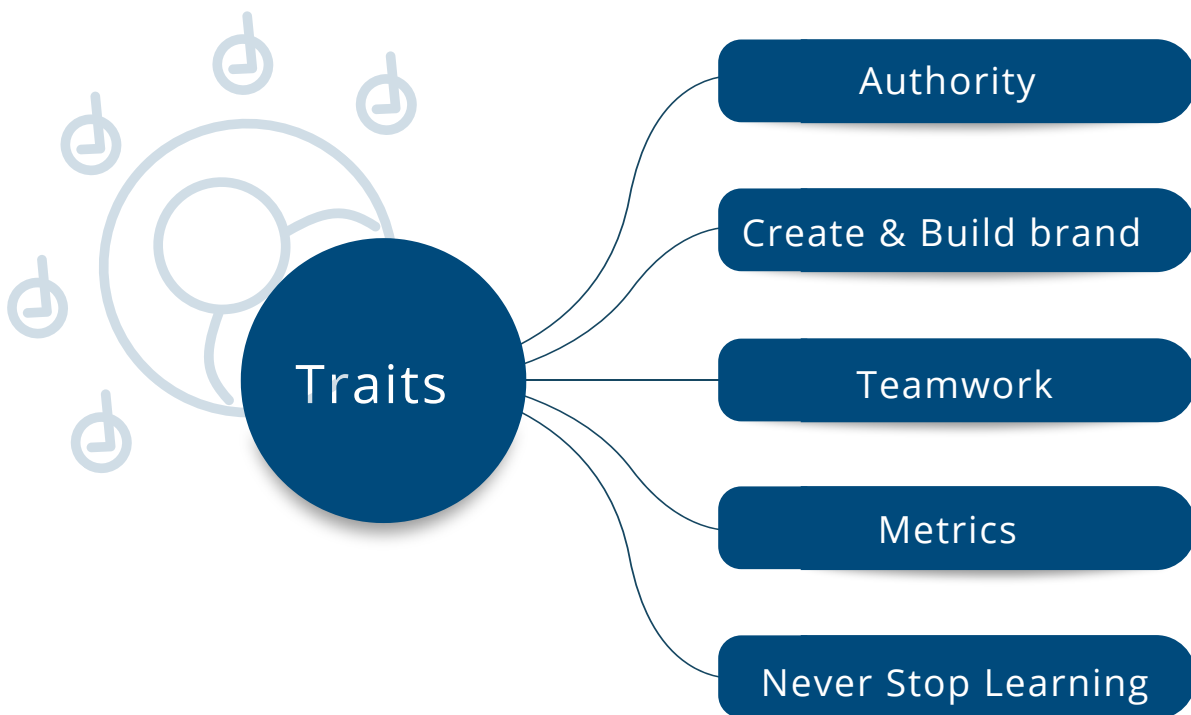 Authority
Create & Build brand
Traits
Teamwork
Metrics
Never Stop Learning